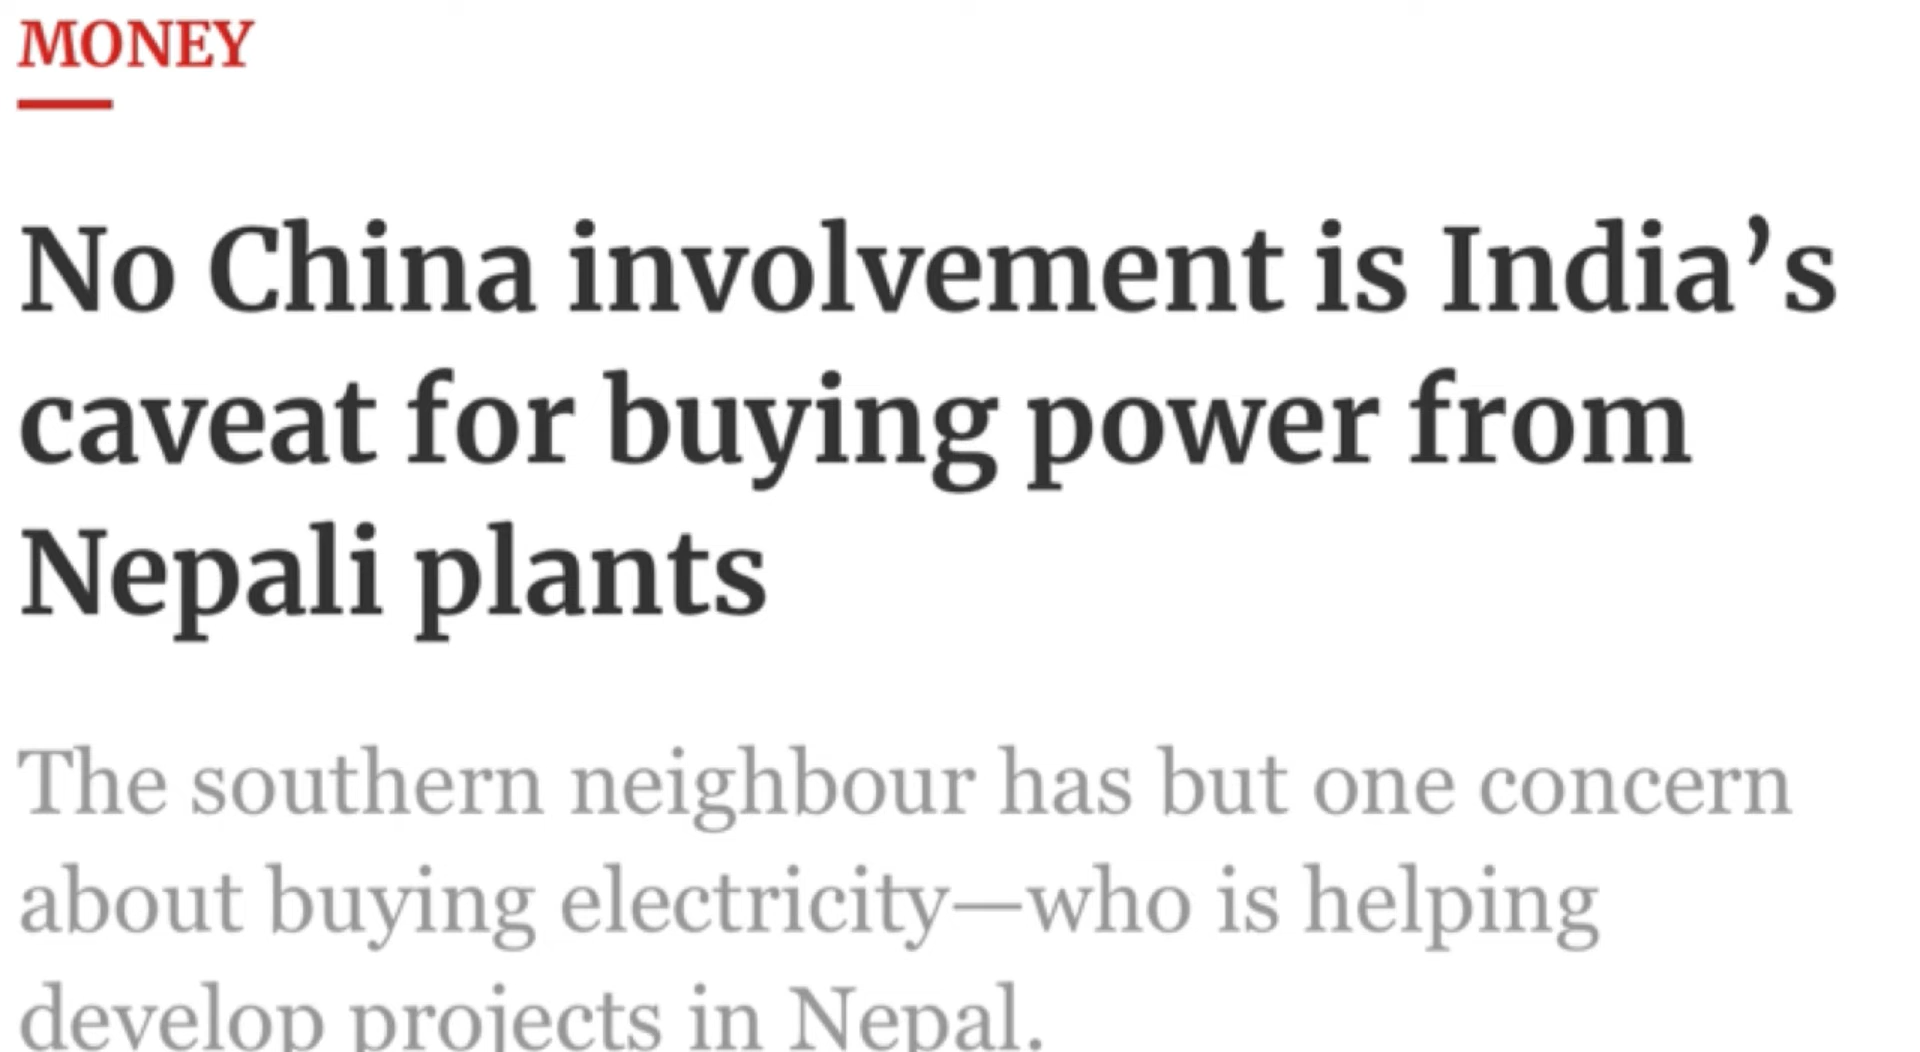 MONEY
No China involvement is India’s
caveat for buying power from
Nepali plants
The southern neighbour has but one concern
about buying electricity—who is helping
develop projects in Nepal.